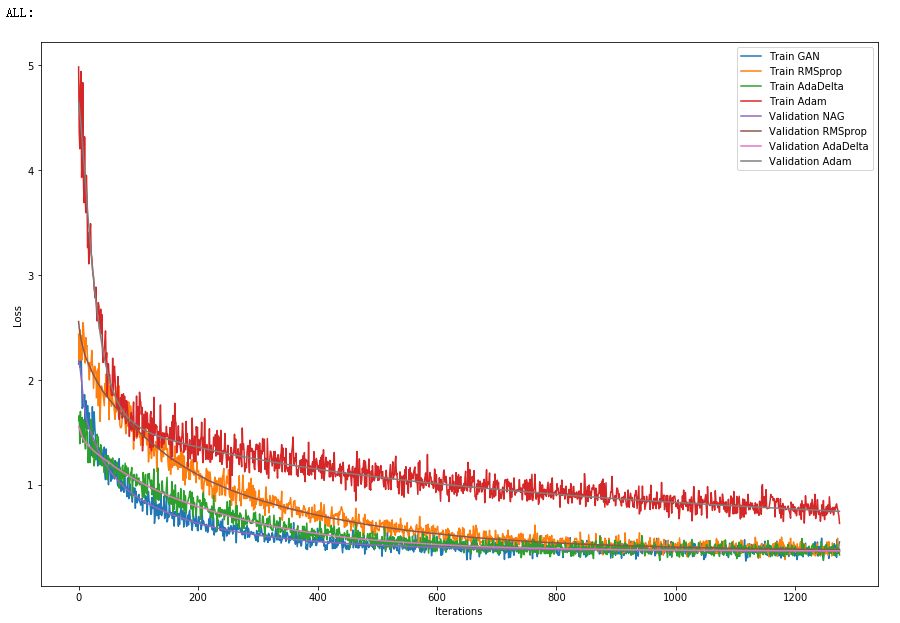 ALL:
Train GAN
Train RMSprop
Train AdaDelta
Train Adam
Validation NAG
Validation RMSprop
Validation AdaDelta
Validation Adam
5
4
3
2
1
Loss
0
200
400
600
800
1000
1200
Iterations